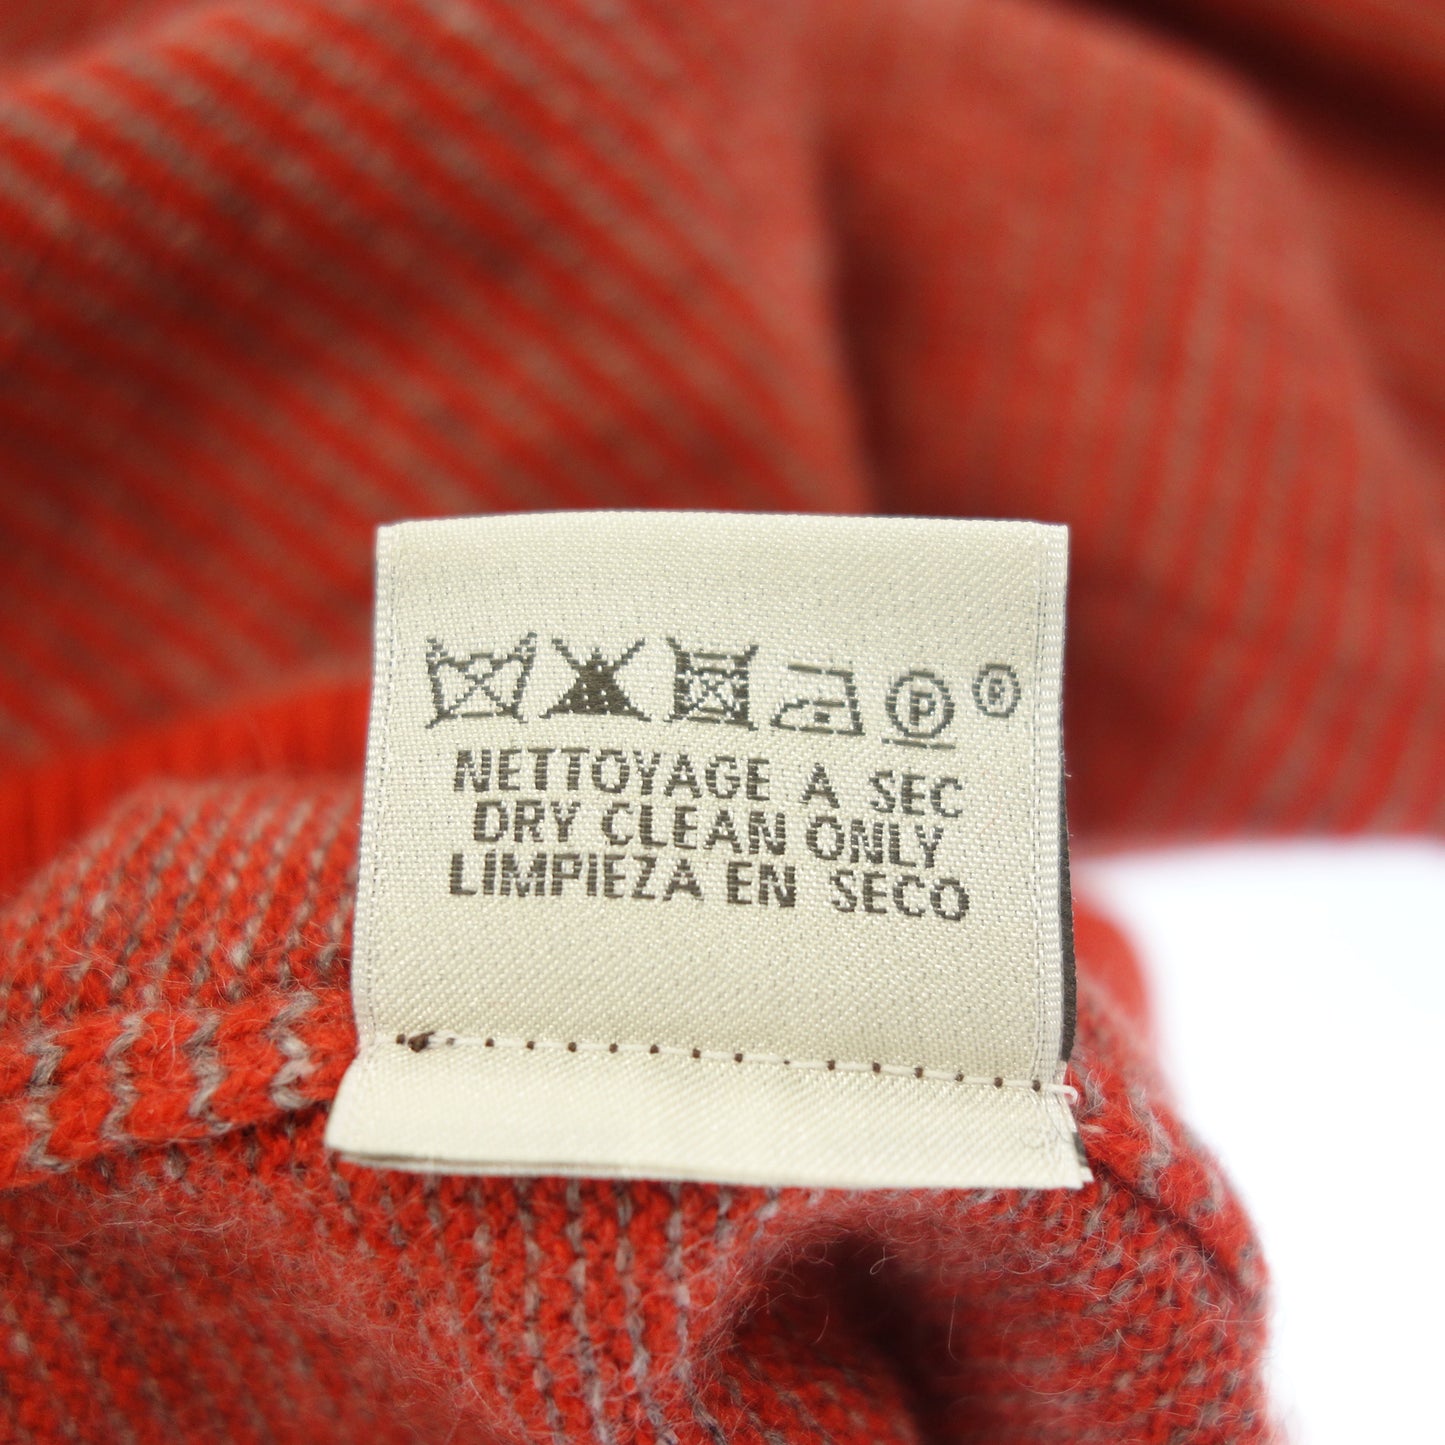 P ®
NETTOYAGE A SEC
DRY CLEAN ONLY
LIMPIEZA EN SECO